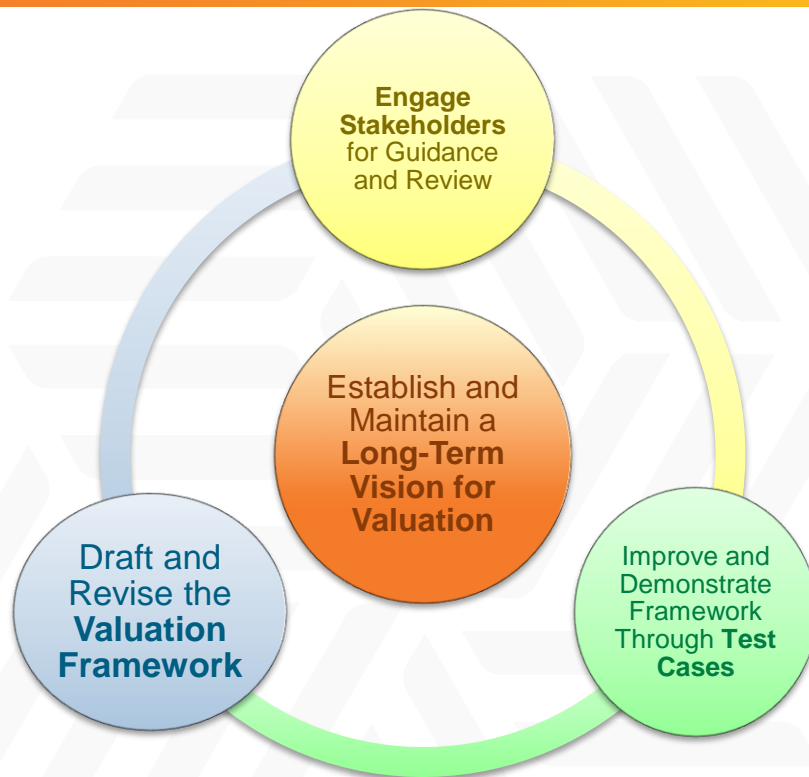 Engage
Stakeholders
for Guidance
and Review
Establish and
Maintain a
Long-Term
Vision for
Valuation
Draft and
Revise the
Valuation
Framework
Improve and
Demonstrate
Framework
Through Test
Cases